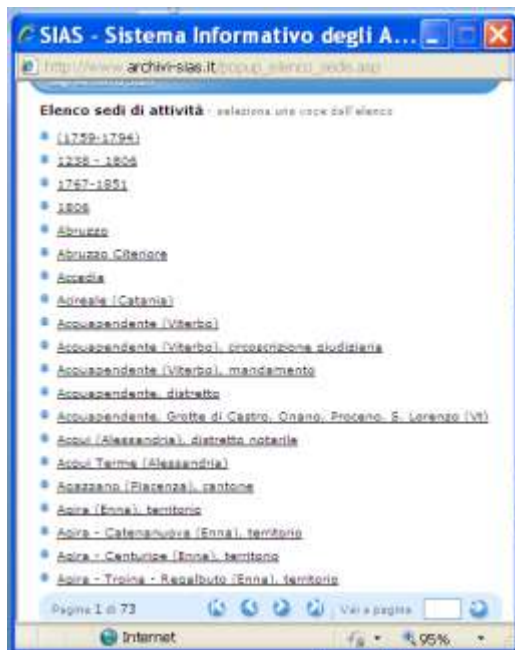 SIAS - Sistema Informativo degli A...
http://www.archivi-sias.it/popup_elenco_sede.asp
Elenco sedi di attività - seleziona una voce dall'elenco
(1759-1794)
1238 - 1806
1767-1851
1806
Abruzzo
Abruzzo Citeriore
Accadia
Acireale (Catania)
Acquapendente (Viterbo)
Acquapendente (Viterbo), circoscrizione giudiziaria
Acquapendente (Viterbo), mandamento
Acquapendente, distretto
Acquapendente, Grotte di Castro, Onano, Proceno, S. Lorenzo (Vt)
Acqui (Alessandria), distretto notarile
Acqui Terme (Alessandria)
Agazzano (Piacenza), cantone
Agira (Enna), territorio
Agira - Catenanuova (Enna), territorio
Agira - Centuripe (Enna), territorio
Agira - Troina - Regalbuto (Enna), territorio
Pagina 1 di 73 Vai a pagina
Internet 95%